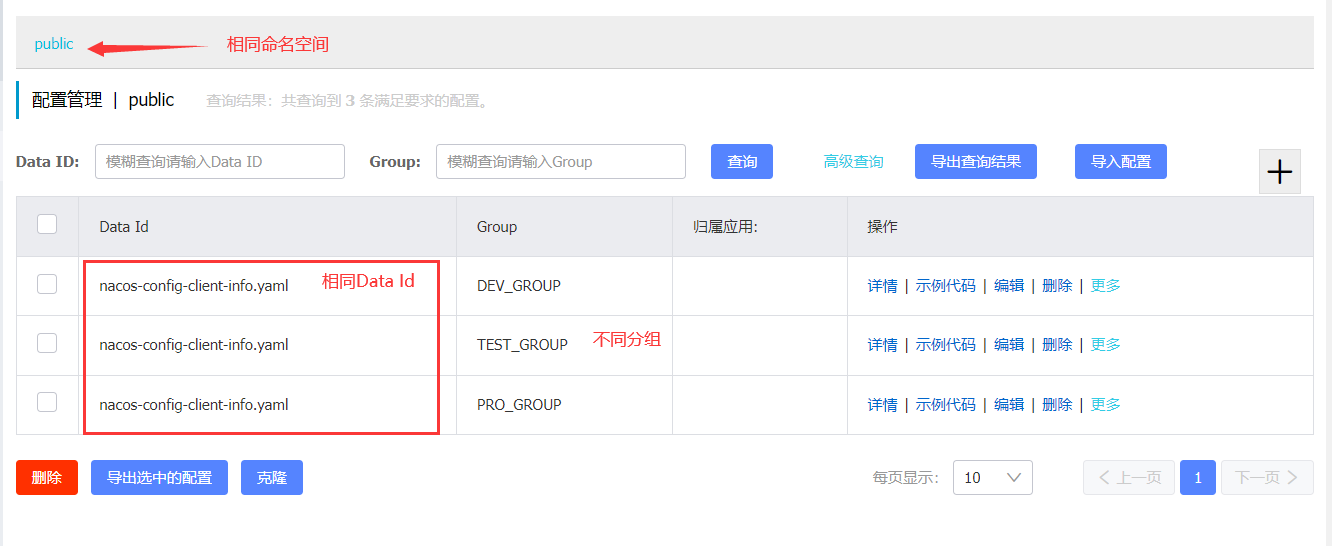 public 相同命名空间
配置管理 | public 查询结果：共查询到 3 条满足要求的配置。
Data ID: 模糊查询请输入Data ID Group: 模糊查询请输入Group 查询 高级查询 导出查询结果 导入配置
Data Id Group 归属应用: 操作
nacos-config-client-info.yaml 相同Data Id DEV_GROUP 详情 | 示例代码 | 编辑 | 删除 | 更多
nacos-config-client-info.yaml TEST_GROUP 不同分组 详情 | 示例代码 | 编辑 | 删除 | 更多
nacos-config-client-info.yaml PRO_GROUP 详情 | 示例代码 | 编辑 | 删除 | 更多
删除 导出选中的配置 克隆 每页显示: 10 上一页 1 下一页